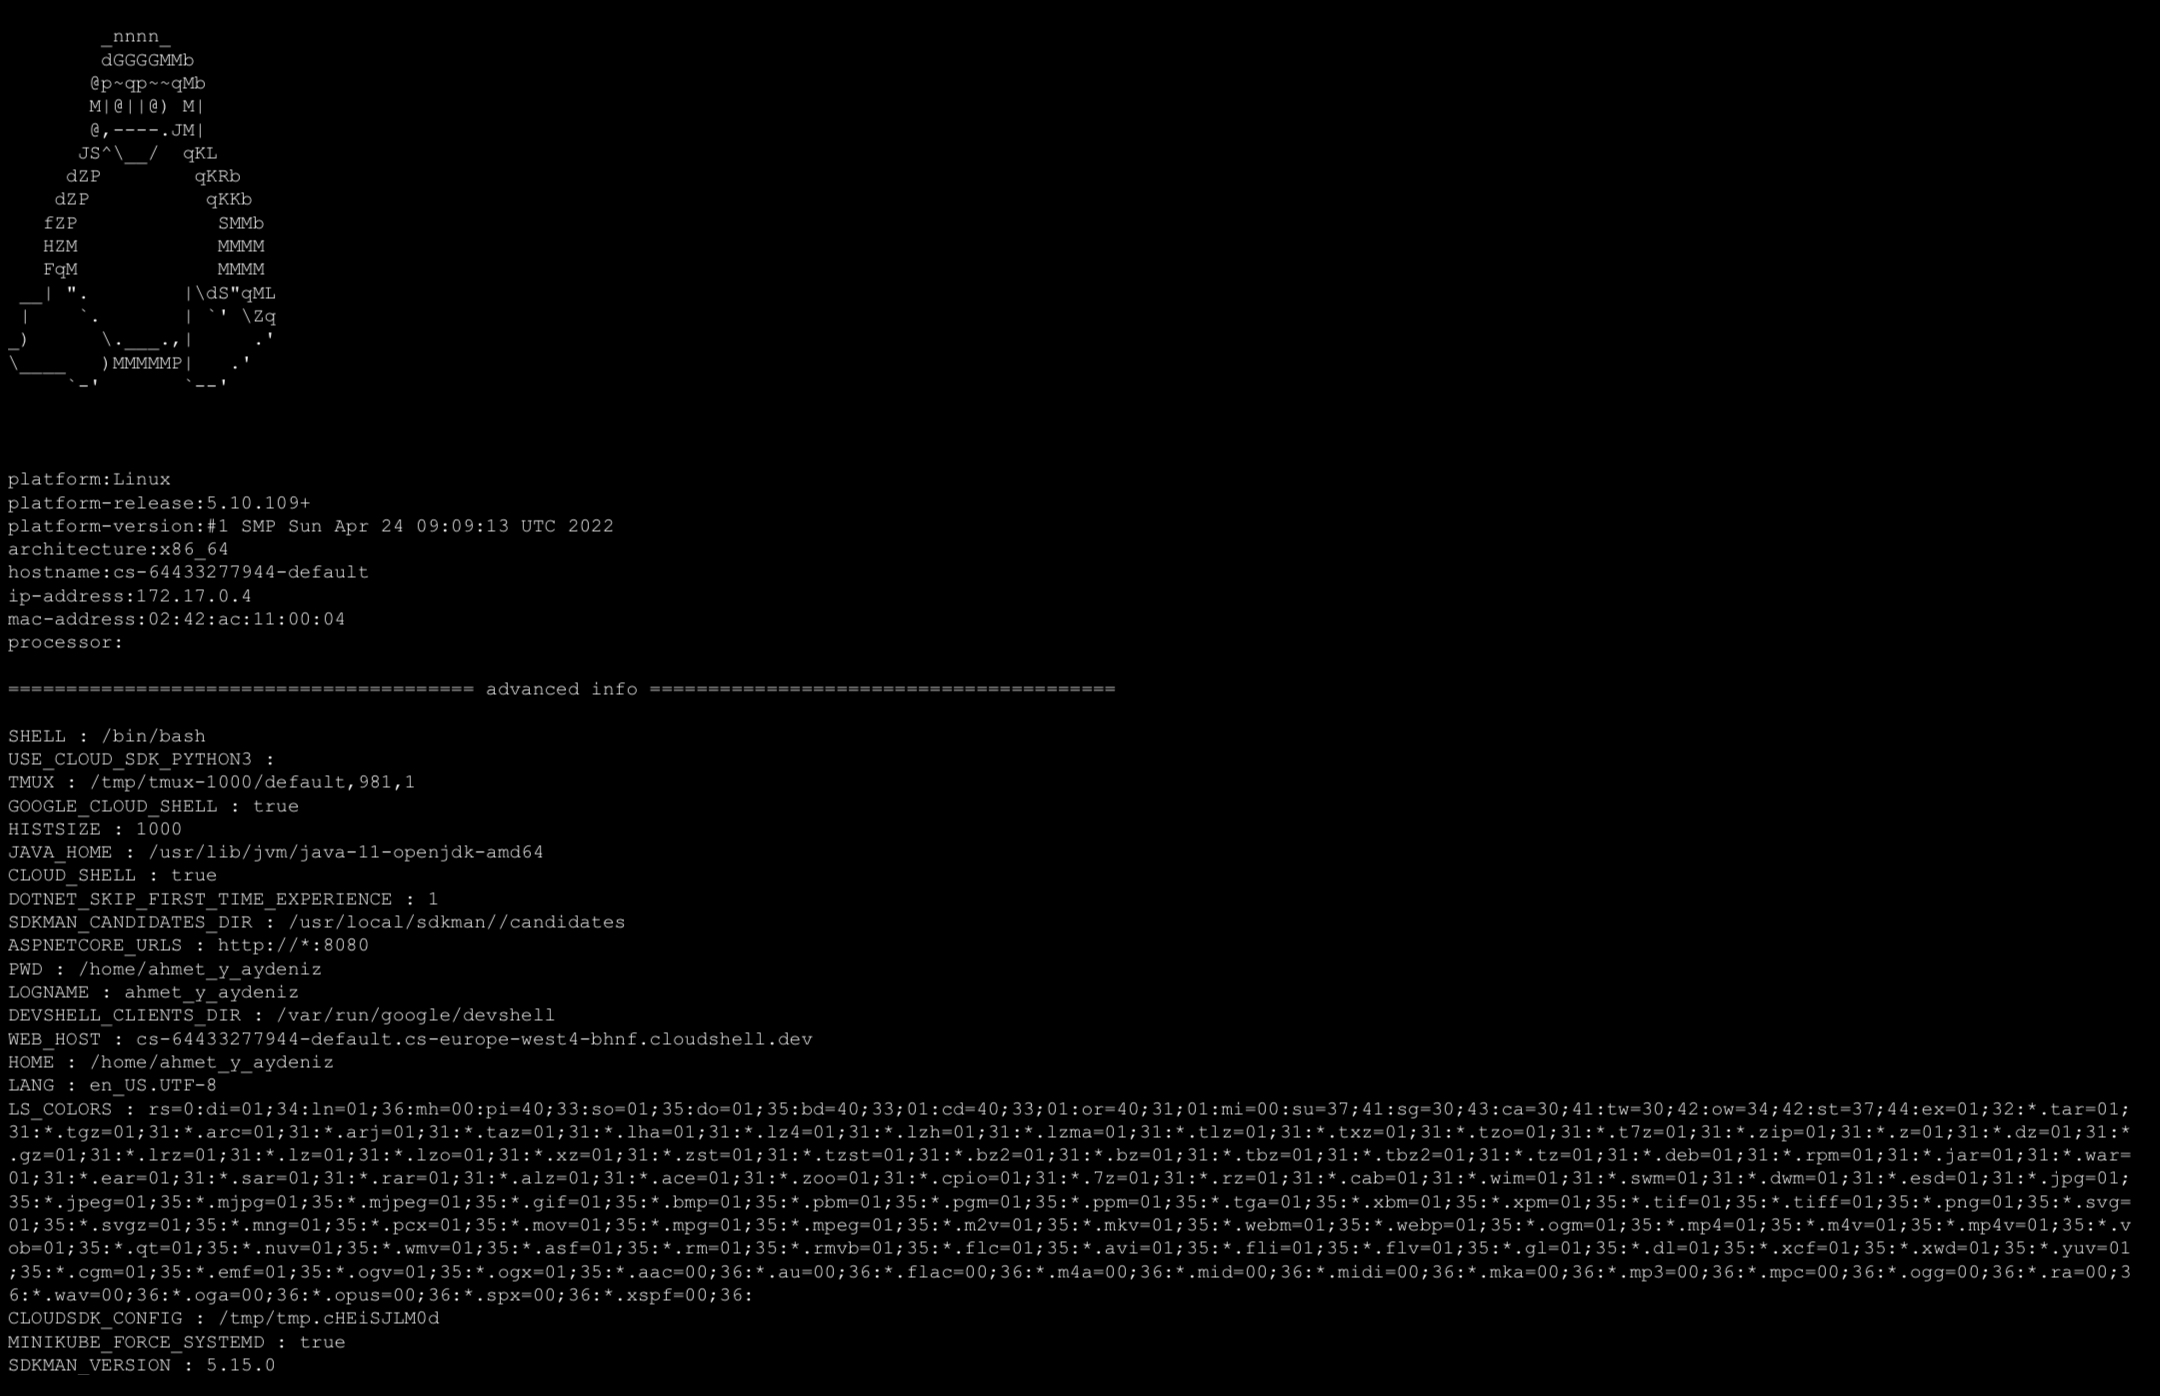 _nnnn_
        dGGGGMMb
       @p~qp~~qMb
       M|@||@) M|
       @,----.JM|
      JS^\__/  qKL
     dZP        qKRb
    dZP          qKKb
   fZP            SMMb
   HZM            MMMM
   FqM            MMMM
 __| ".        |\dS"qML
 |    `.       | `' \Zq
_)      \.___.,|     .'
\____   )MMMMMP|   .'
     `-'       `--'
platform:Linux
platform-release:5.10.109+
platform-version:#1 SMP Sun Apr 24 09:09:13 UTC 2022
architecture:x86_64
hostname:cs-64433277944-default
ip-address:172.17.0.4
mac-address:02:42:ac:11:00:04
processor:
======================================== advanced info ========================================
SHELL : /bin/bash
USE_CLOUD_SDK_PYTHON3 :
TMUX : /tmp/tmux-1000/default,981,1
GOOGLE_CLOUD_SHELL : true
HISTSIZE : 1000
JAVA_HOME : /usr/lib/jvm/java-11-openjdk-amd64
CLOUD_SHELL : true
DOTNET_SKIP_FIRST_TIME_EXPERIENCE : 1
SDKMAN_CANDIDATES_DIR : /usr/local/sdkman//candidates
ASPNETCORE_URLS : http://*:8080
PWD : /home/ahmet_y_aydeniz
LOGNAME : ahmet_y_aydeniz
DEVSHELL_CLIENTS_DIR : /var/run/google/devshell
WEB_HOST : cs-64433277944-default.cs-europe-west4-bhnf.cloudshell.dev
HOME : /home/ahmet_y_aydeniz
LANG : en_US.UTF-8
LS_COLORS : rs=0:di=01;34:ln=01;36:mh=00:pi=40;33:so=01;35:do=01;35:bd=40;33;01:cd=40;33;01:or=40;31;01:mi=00:su=37;41:sg=30;43:ca=30;41:tw=30;42:ow=34;42:st=37;44:ex=01;32:*.tar=01;
31:*.tgz=01;31:*.arc=01;31:*.arj=01;31:*.taz=01;31:*.lha=01;31:*.lz4=01;31:*.lzh=01;31:*.lzma=01;31:*.tlz=01;31:*.txz=01;31:*.tzo=01;31:*.t7z=01;31:*.zip=01;31:*.z=01;31:*.dz=01;31:*
.gz=01;31:*.lrz=01;31:*.lz=01;31:*.lzo=01;31:*.xz=01;31:*.zst=01;31:*.tzst=01;31:*.bz2=01;31:*.bz=01;31:*.tbz=01;31:*.tbz2=01;31:*.tz=01;31:*.deb=01;31:*.rpm=01;31:*.jar=01;31:*.war=
01;31:*.ear=01;31:*.sar=01;31:*.rar=01;31:*.alz=01;31:*.ace=01;31:*.zoo=01;31:*.cpio=01;31:*.7z=01;31:*.rz=01;31:*.cab=01;31:*.wim=01;31:*.swm=01;31:*.dwm=01;31:*.esd=01;31:*.jpg=01;
35:*.jpeg=01;35:*.mjpg=01;35:*.mjpeg=01;35:*.gif=01;35:*.bmp=01;35:*.pbm=01;35:*.pgm=01;35:*.ppm=01;35:*.tga=01;35:*.xbm=01;35:*.xpm=01;35:*.tif=01;35:*.tiff=01;35:*.png=01;35:*.svg=
01;35:*.svgz=01;35:*.mng=01;35:*.pcx=01;35:*.mov=01;35:*.mpg=01;35:*.mpeg=01;35:*.m2v=01;35:*.mkv=01;35:*.webm=01;35:*.webp=01;35:*.ogm=01;35:*.mp4=01;35:*.m4v=01;35:*.mp4v=01;35:*.v
ob=01;35:*.qt=01;35:*.nuv=01;35:*.wmv=01;35:*.asf=01;35:*.rm=01;35:*.rmvb=01;35:*.flc=01;35:*.avi=01;35:*.fli=01;35:*.flv=01;35:*.gl=01;35:*.dl=01;35:*.xcf=01;35:*.xwd=01;35:*.yuv=01
;35:*.cgm=01;35:*.emf=01;35:*.ogv=01;35:*.ogx=01;35:*.aac=00;36:*.au=00;36:*.flac=00;36:*.m4a=00;36:*.mid=00;36:*.midi=00;36:*.mka=00;36:*.mp3=00;36:*.mpc=00;36:*.ogg=00;36:*.ra=00;3
6:*.wav=00;36:*.oga=00;36:*.opus=00;36:*.spx=00;36:*.xspf=00;36:
CLOUDSDK_CONFIG : /tmp/tmp.cHEiSJLM0d
MINIKUBE_FORCE_SYSTEMD : true
SDKMAN_VERSION : 5.15.0